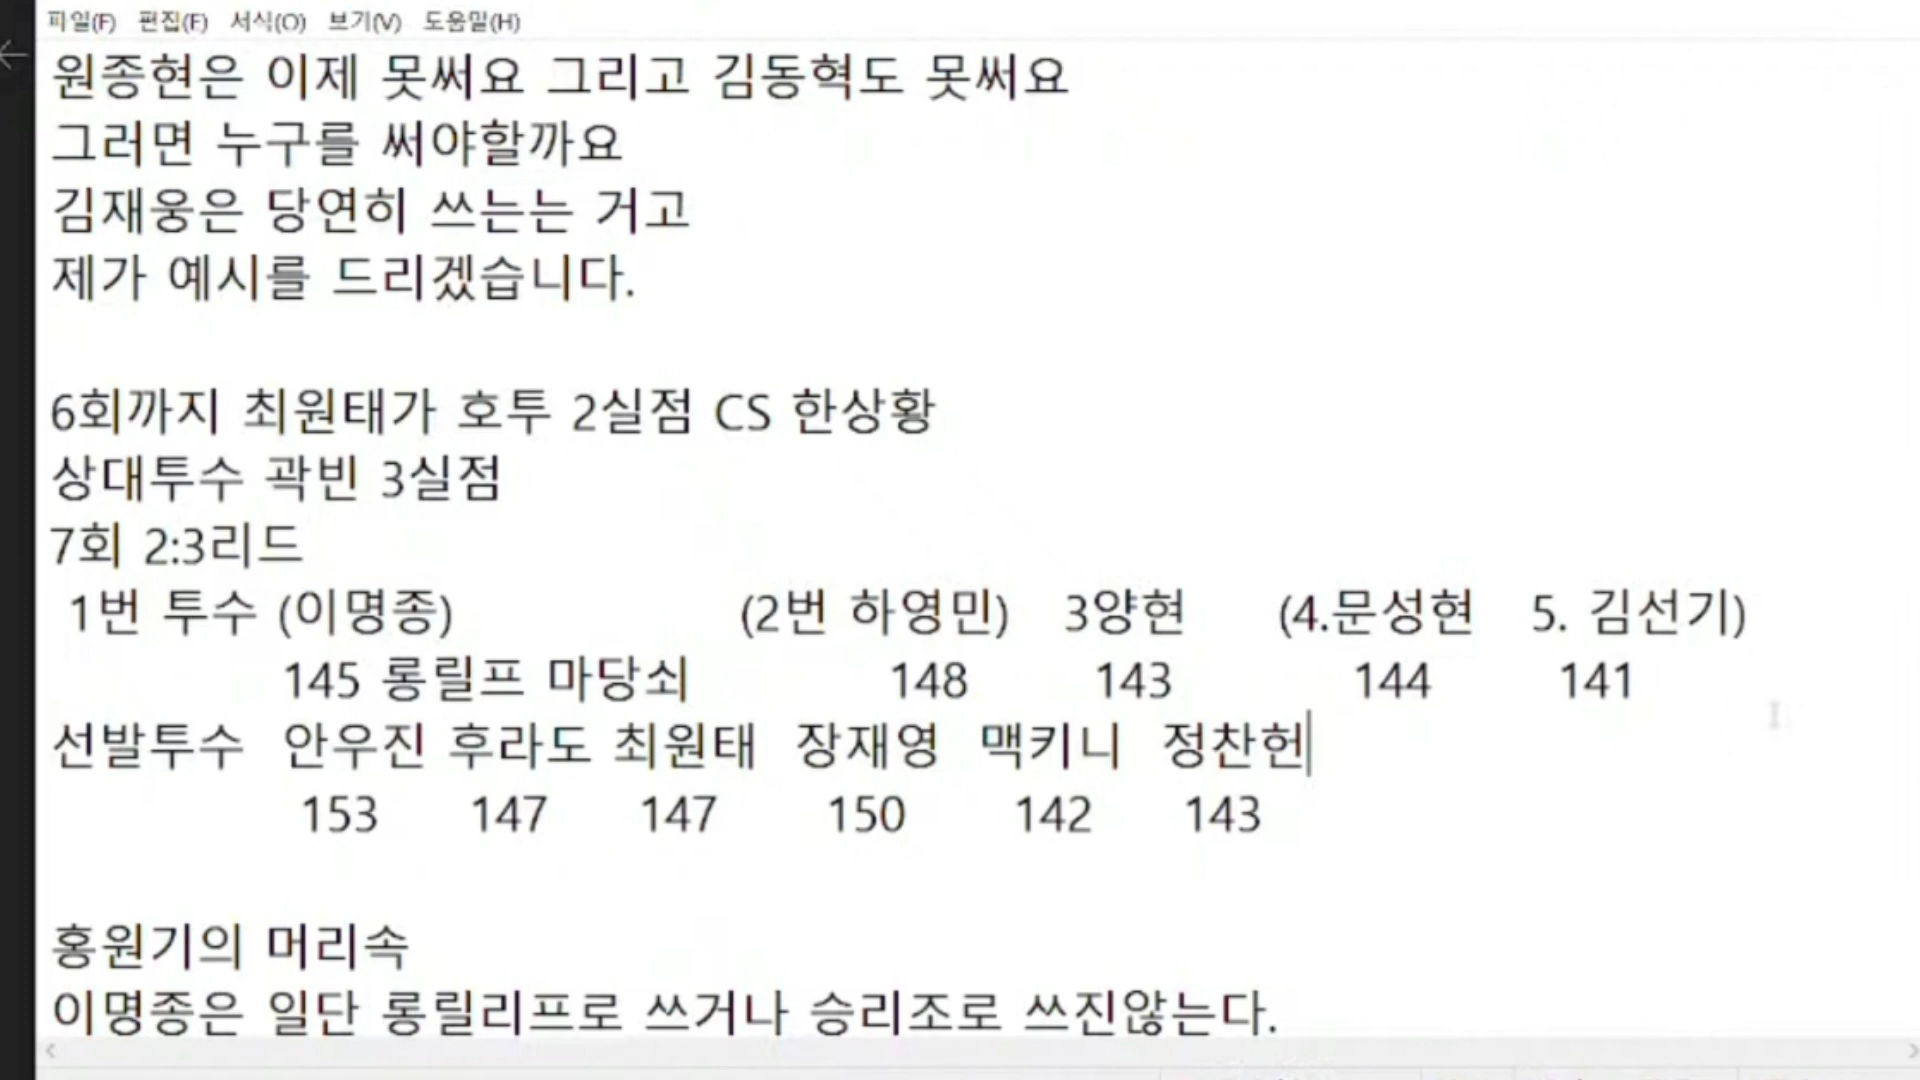 파일(F) 편집(E) 서식(O) 보기(V) 도움말(H)
원종현은 이제 못써요 그리고 김동혁도 못써요
그러면 누구를 써야할까요
김재웅은 당연히 쓰는는 거고
제가 예시를 드리겠습니다.
6회까지 최원태가 호투 2실점 CS 한상황
상대투수 곽빈 3실점
7회 2:3리드
1번 투수 (이명종) (2번 하영민) 3양현 (4.문성현 5. 김선기)
145 롱릴프 마당쇠 148 143 144 141
선발투수 안우진 후라도 최원태 장재영 맥키니 정찬헌
153 147 147 150 142 143
홍원기의 머리속
이명종은 일단 롱릴리프로 쓰거나 승리조로 쓰진않는다.